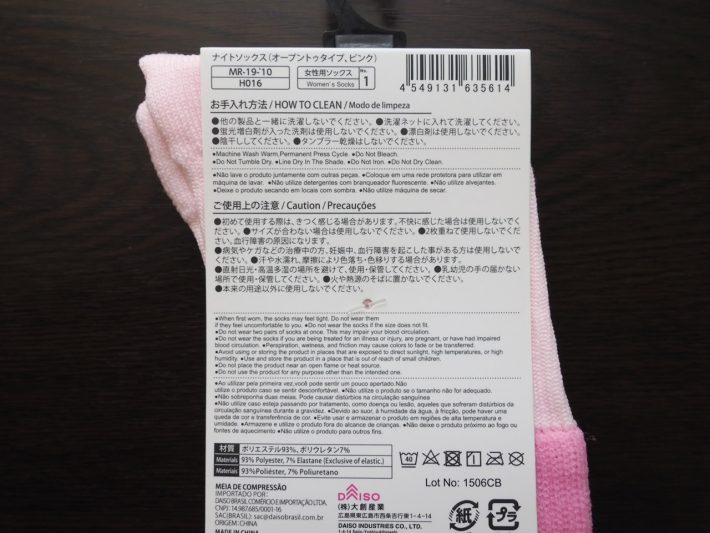 ナイトソックス(オープントゥタイプ、ピンク)
MR-19-'10
H016
女性用ソックス
Women's Socks
No.
1
4 549131 635614
お手入れ方法 / HOW TO CLEAN / Modo de limpeza
●他の製品と一緒に洗濯しないでください。●洗濯ネットに入れて洗濯してください。
●蛍光増白剤が入った洗剤は使用しないでください。●漂白剤は使用しないでください。
●陰干ししてください。●タンブラー乾燥はしないでください。
●Machine Wash Warm,Permanent Press Cycle. ●Do Not Bleach.
●Do Not Tumble Dry. ●Line Dry In The Shade. ●Do Not Iron. ●Do Not Dry Clean.
●Não lave o produto juntamente com outras peças. ●Coloque em uma rede protetora para utilizar em
máquina de lavar. ●Não utilize detergentes com branqueador fluorescente. ●Não utilize alvejantes.
●Deixe o produto secando em locais com sombra. ●Não utilize máquina de secar.
ご使用上の注意 / Caution / Precauções
●初めて使用する際は、きつく感じる場合があります。不快に感じた場合は使用しないでく
ださい。●サイズが合わない場合は使用しないでください。●2枚重ねて使用しないでくだ
さい。血行障害の原因になります。
●病気やケガなどの治療中の方、妊娠中、血行障害を起こした事がある方は使用しないで
ください。●汗や水濡れ、摩擦により色落ち・色移りする場合があります。
●直射日光・高温多湿の場所を避けて、使用・保管してください。●乳幼児の手の届かない
場所で使用・保管してください。●火や熱源のそばに置かないでください。
●本来の用途以外に使用しないでください。
●When first worn, the socks may feel tight. Do not wear them
if they feel uncomfortable to you. ●Do not wear the socks if the size does not fit.
●Do not wear two pairs of socks at once. This may impair your blood circulation.
●Do not wear the socks if you are being treated for an illness or injury, are pregnant, or have had impaired
blood circulation. ●Perspiration, wetness, and friction may cause colors to fade or be transferred.
●Avoid using or storing the product in places that are exposed to direct sunlight, high temperatures, or high
humidity. ●Use and store the product in a place that is out of reach of small children.
●Do not place the product near an open flame or heat source.
●Do not use the product for any purpose other than the intended one.
●Ao utilizar pela primeira vez,você pode sentir um pouco apertado.Não
utilize o produto caso se sentir desconfortável. ●Não utilize o produto se o tamanho não for adequado.
●Não sobreponha duas meias. Pode causar distúrbios na circulação sanguínea
●Não utilize caso esteja passando por tratamento, como doença ou lesão, aqueles que sofreram distúrbios da
circulação sanguínea durante a gravidez. ●Devido ao suor, à humidade da água, à fricção, pode haver uma
queda de cor e transferência de cor. ●Evite usar e armazenar o produto em regiões de alta temperatura e
umidade. ●Armazene e utilize o produto fora do alcance de crianças. ●Não deixe o produto próximo ao fogo ou
fontes de aquecimento ●Não utilize o produto para outros fins.
材質 ポリエステル93%、ポリウレタン7%
Materials 93% Polyester, 7% Elastane (Exclusive of elastic.)
Materiais 93%Poliéster, 7% Poliuretano
40
Lot No: 1506CB
MEIA DE COMPRESSÃO
IMPORTADO POR:
DAISO BRASIL COMÉRCIO E IMPORTAÇÃO LTDA.
CNPJ: 14.987.685/0001-16
SAC(BRASIL): sac@daisobrasil.com.br
ORIGEM: CHINA
MADE IN CHINA
DAISO
(株)大創産業
広島県東広島市西条吉行東1-4-14
DAISO INDUSTRIES CO., LTD.
紙
プラ